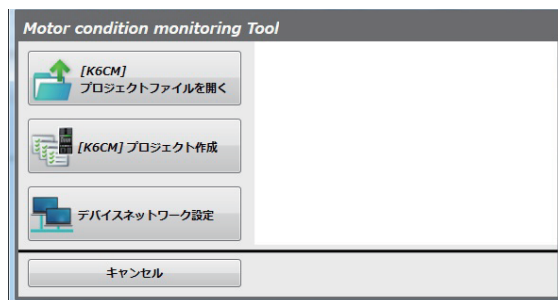 Motor condition monitoring Tool
[K6CM]
プロジェクトファイルを開く
[K6CM] プロジェクト作成
デバイスネットワーク設定
キャンセル